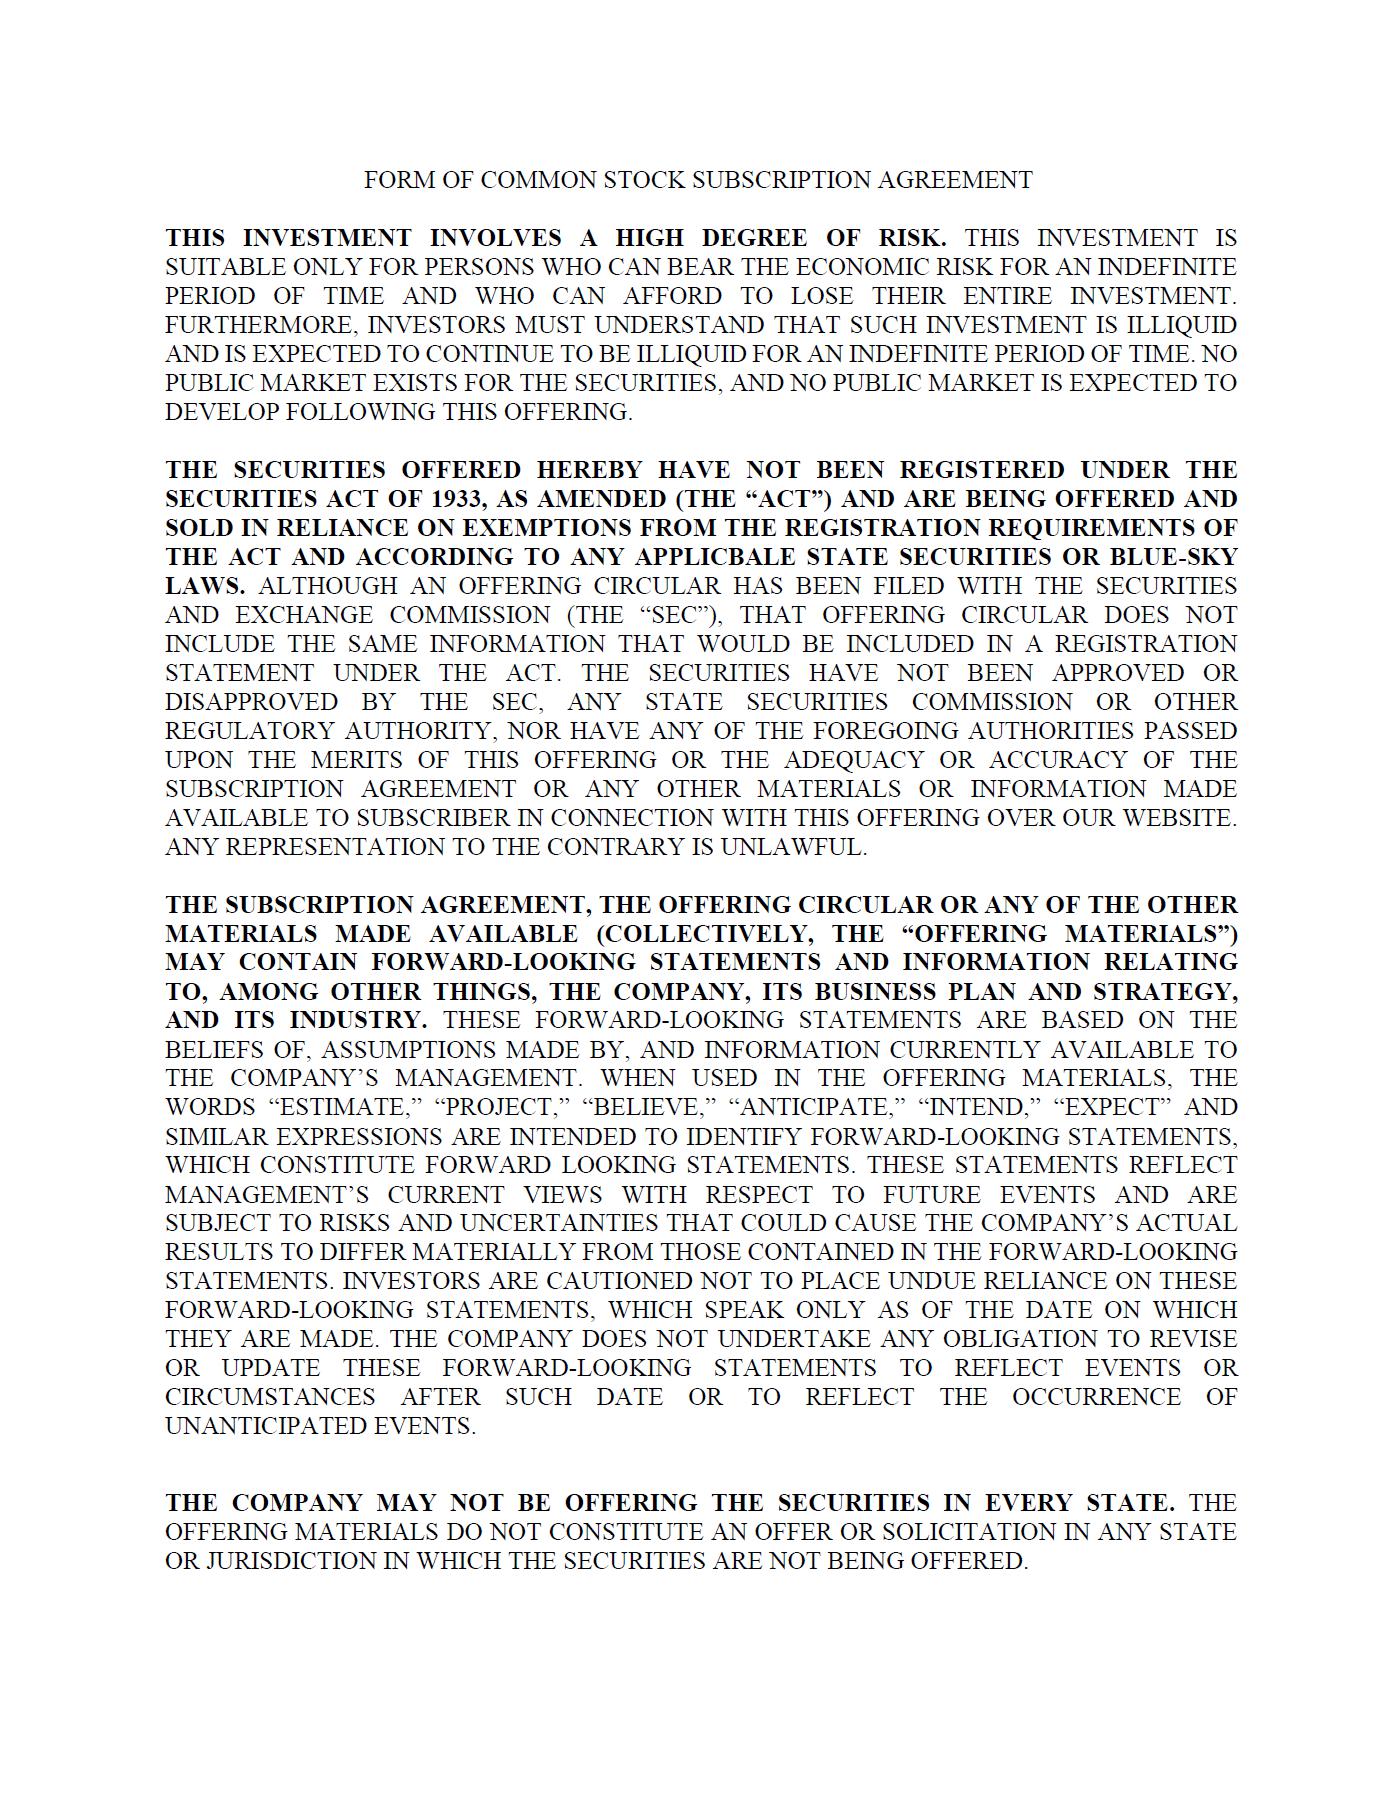 FORM OF COMMON STOCK SUBSCRIPTION AGREEMENT
THIS INVESTMENT INVOLVES A HIGH DEGREE OF RISK. THIS INVESTMENT IS
SUITABLE ONLY FOR PERSONS WHO CAN BEAR THE ECONOMIC RISK FOR AN INDEFINITE
PERIOD OF TIME AND WHO CAN AFFORD TO LOSE THEIR ENTIRE INVESTMENT.
FURTHERMORE, INVESTORS MUST UNDERSTAND THAT SUCH INVESTMENT IS ILLIQUID
AND IS EXPECTED TO CONTINUE TO BE ILLIQUID FOR AN INDEFINITE PERIOD OF TIME. NO
PUBLIC MARKET EXISTS FOR THE SECURITIES, AND NO PUBLIC MARKET IS EXPECTED TO
DEVELOP FOLLOWING THIS OFFERING.
THE SECURITIES OFFERED HEREBY HAVE NOT BEEN REGISTERED UNDER THE
SECURITIES ACT OF 1933, AS AMENDED (THE “ACT”) AND ARE BEING OFFERED AND
SOLD IN RELIANCE ON EXEMPTIONS FROM THE REGISTRATION REQUIREMENTS OF
THE ACT AND ACCORDING TO ANY APPLICBALE STATE SECURITIES OR BLUE-SKY
LAWS. ALTHOUGH AN OFFERING CIRCULAR HAS BEEN FILED WITH THE SECURITIES
AND EXCHANGE COMMISSION (THE “SEC”), THAT OFFERING CIRCULAR DOES NOT
INCLUDE THE SAME INFORMATION THAT WOULD BE INCLUDED IN A REGISTRATION
STATEMENT UNDER THE ACT. THE SECURITIES HAVE NOT BEEN APPROVED OR
DISAPPROVED BY THE SEC, ANY STATE SECURITIES COMMISSION OR OTHER
REGULATORY AUTHORITY, NOR HAVE ANY OF THE FOREGOING AUTHORITIES PASSED
UPON THE MERITS OF THIS OFFERING OR THE ADEQUACY OR ACCURACY OF THE
SUBSCRIPTION AGREEMENT OR ANY OTHER MATERIALS OR INFORMATION MADE
AVAILABLE TO SUBSCRIBER IN CONNECTION WITH THIS OFFERING OVER OUR WEBSITE.
ANY REPRESENTATION TO THE CONTRARY IS UNLAWFUL.
THE SUBSCRIPTION AGREEMENT, THE OFFERING CIRCULAR OR ANY OF THE OTHER
MATERIALS MADE AVAILABLE (COLLECTIVELY, THE “OFFERING MATERIALS”)
MAY CONTAIN FORWARD-LOOKING STATEMENTS AND INFORMATION RELATING
TO, AMONG OTHER THINGS, THE COMPANY, ITS BUSINESS PLAN AND STRATEGY,
AND ITS INDUSTRY. THESE FORWARD-LOOKING STATEMENTS ARE BASED ON THE
BELIEFS OF, ASSUMPTIONS MADE BY, AND INFORMATION CURRENTLY AVAILABLE TO
THE COMPANY’S MANAGEMENT. WHEN USED IN THE OFFERING MATERIALS, THE
WORDS “ESTIMATE,” “PROJECT,” “BELIEVE,” “ANTICIPATE,” “INTEND,” “EXPECT” AND
SIMILAR EXPRESSIONS ARE INTENDED TO IDENTIFY FORWARD-LOOKING STATEMENTS,
WHICH CONSTITUTE FORWARD LOOKING STATEMENTS. THESE STATEMENTS REFLECT
MANAGEMENT’S CURRENT VIEWS WITH RESPECT TO FUTURE EVENTS AND ARE
SUBJECT TO RISKS AND UNCERTAINTIES THAT COULD CAUSE THE COMPANY’S ACTUAL
RESULTS TO DIFFER MATERIALLY FROM THOSE CONTAINED IN THE FORWARD-LOOKING
STATEMENTS. INVESTORS ARE CAUTIONED NOT TO PLACE UNDUE RELIANCE ON THESE
FORWARD-LOOKING STATEMENTS, WHICH SPEAK ONLY AS OF THE DATE ON WHICH
THEY ARE MADE. THE COMPANY DOES NOT UNDERTAKE ANY OBLIGATION TO REVISE
OR UPDATE THESE FORWARD-LOOKING STATEMENTS TO REFLECT EVENTS OR
CIRCUMSTANCES AFTER SUCH DATE OR TO REFLECT THE OCCURRENCE OF
UNANTICIPATED EVENTS.
THE COMPANY MAY NOT BE OFFERING THE SECURITIES IN EVERY STATE. THE
OFFERING MATERIALS DO NOT CONSTITUTE AN OFFER OR SOLICITATION IN ANY STATE
OR JURISDICTION IN WHICH THE SECURITIES ARE NOT BEING OFFERED.